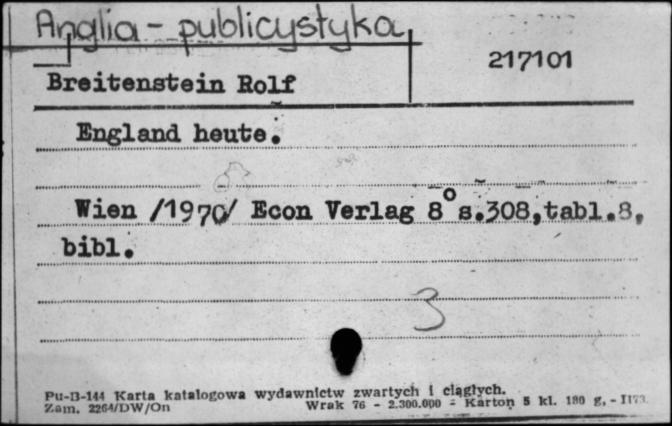 Anglia - publicystyka
217101
Breitenstein Rolf
England heute.
Wien /1970/ Econ Verlag 8° s.308,tabl.8,
bibl.
3
Pu-B-144 Karta katalogowa wydawnictw zwartych i ciągłych.
Zam. 2264/DW/On Wrak 76 - 2.300.000 - Karton 5 kl. 180 g. - I173.